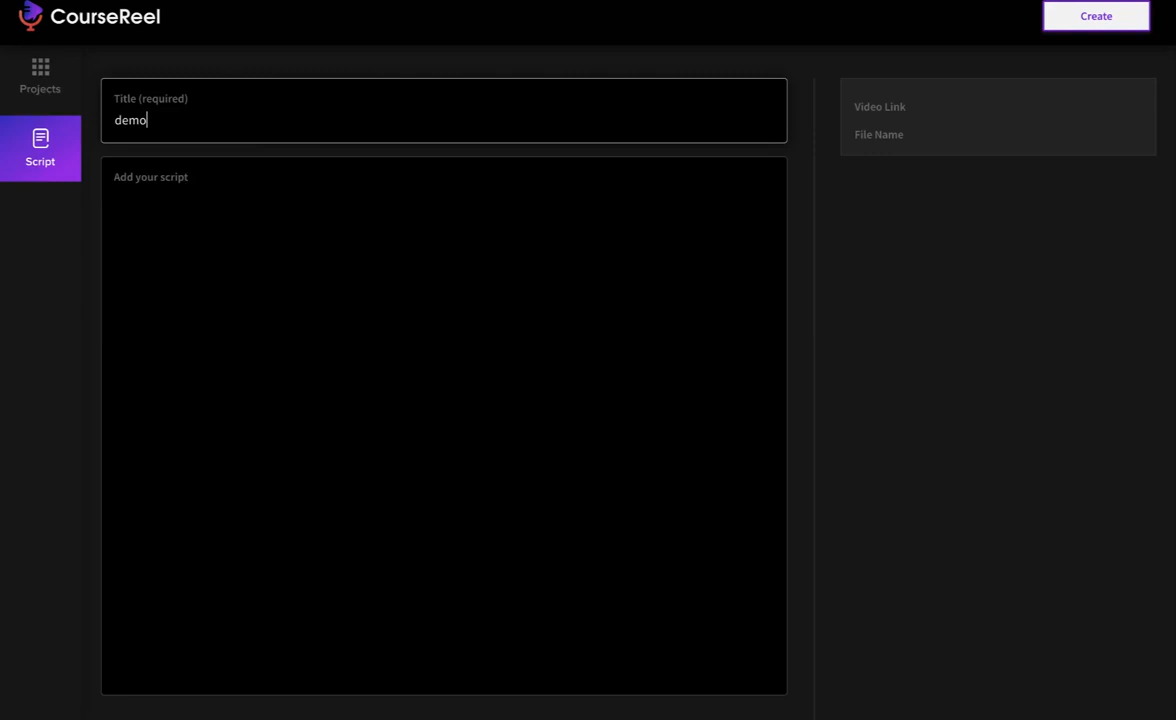 CourseReel
Create
Projects
Script
Title (required)
demo
Add your script
Video Link
File Name